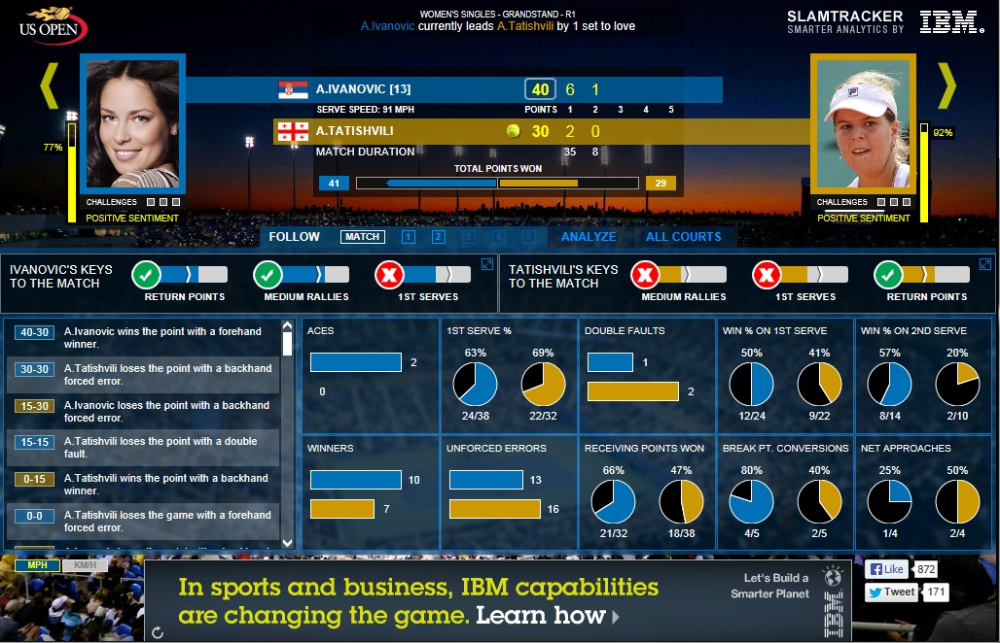 US OPEN
WOMEN'S SINGLES - GRANDSTAND - R1
A.Ivanovic currently leads A.Tatishvili by 1 set to love
SLAMTRACKER
SMARTER ANALYTICS BY IBM.
A.IVANOVIC [13] 40 6 1
SERVE SPEED: 91 MPH POINTS 1 2 3 4 5
A.TATISHVILI 30 2 0
MATCH DURATION 35 8
TOTAL POINTS WON
41 29
77%
92%
CHALLENGES
POSITIVE SENTIMENT
CHALLENGES
POSITIVE SENTIMENT
FOLLOW MATCH 1 2 3 4 5 ANALYZE ALL COURTS
IVANOVIC'S KEYS
TO THE MATCH
RETURN POINTS MEDIUM RALLIES 1ST SERVES
TATISHVILI'S KEYS
TO THE MATCH
MEDIUM RALLIES 1ST SERVES RETURN POINTS
40-30 A.Ivanovic wins the point with a forehand
winner.
30-30 A.Tatishvili loses the point with a backhand
forced error.
15-30 A.Ivanovic loses the point with a backhand
forced error.
15-15 A.Tatishvili loses the point with a double
fault.
0-15 A.Tatishvili wins the point with a backhand
winner.
0-0 A.Tatishvili loses the game with a forehand
forced error.
ACES
2
0
1ST SERVE %
63% 69%
24/38 22/32
DOUBLE FAULTS
1
2
WIN % ON 1ST SERVE
50% 41%
12/24 9/22
WIN % ON 2ND SERVE
57% 20%
8/14 2/10
WINNERS
10
7
UNFORCED ERRORS
13
16
RECEIVING POINTS WON
66% 47%
21/32 18/38
BREAK PT. CONVERSIONS
80% 40%
4/5 2/5
NET APPROACHES
25% 50%
1/4 2/4
MPH KM/H
In sports and business, IBM capabilities
are changing the game. Learn how
Let's Build a
Smarter Planet
IBM
Like 872
Tweet 171